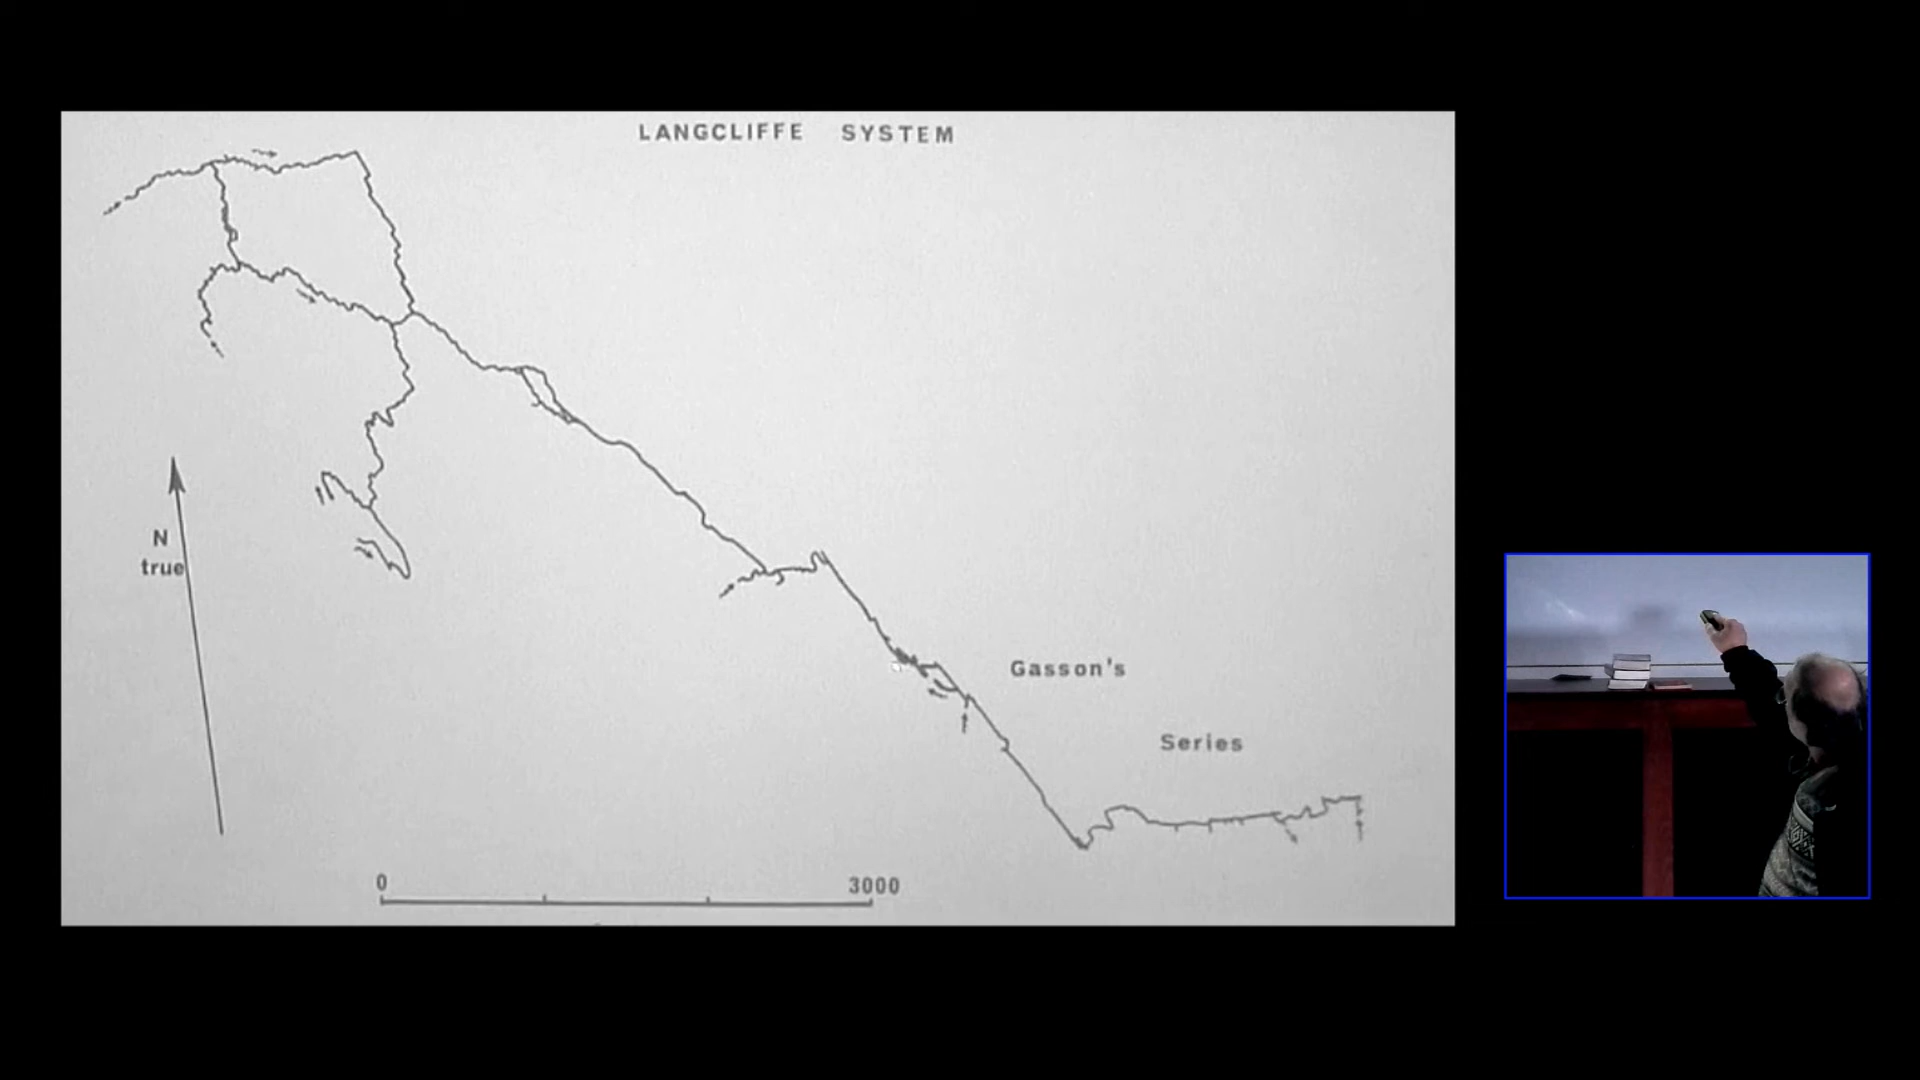 LANGCLIFFE SYSTEM
N
true
Gasson's
Series
0 3000